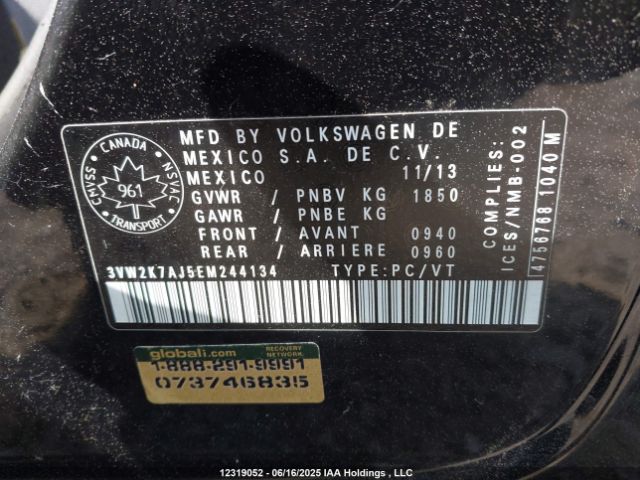 MFD BY VOLKSWAGEN DE
MEXICO S.A. DE C.V.
MEXICO 11/13
GVWR / PNBV KG 1850
GAWR / PNBE KG
FRONT / AVANT 0940
REAR / ARRIERE 0960
3VW2K7AJ5EM244134 TYPE:PC/VT
CANADA
CMVSS
NSVAC
961
TRANSPORT
COMPLIES:
ICES/NMB-002
14756768 1040 M
globali.com RECOVERY
NETWORK
1-888-291-9991
073746835
12319052 - 06/16/2025 IAA Holdings , LLC